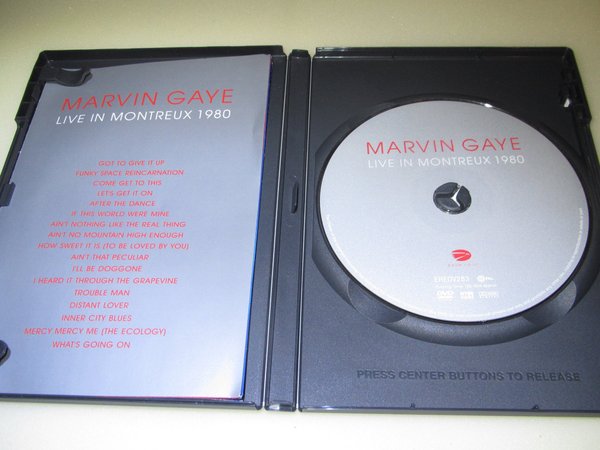 MARVIN GAYE
LIVE IN MONTREUX 1980
GOT TO GIVE IT UP
FUNKY SPACE REINCARNATION
COME GET TO THIS
LET'S GET IT ON
AFTER THE DANCE
IF THIS WORLD WERE MINE
AIN'T NOTHING LIKE THE REAL THING
AIN'T NO MOUNTAIN HIGH ENOUGH
HOW SWEET IT IS (TO BE LOVED BY YOU)
AIN'T THAT PECULIAR
I'LL BE DOGGONE
I HEARD IT THROUGH THE GRAPEVINE
TROUBLE MAN
DISTANT LOVER
INNER CITY BLUES
MERCY MERCY ME (THE ECOLOGY)
WHAT'S GOING ON
MARVIN GAYE
LIVE IN MONTREUX 1980
EREDV283
DVD
PRESS CENTER BUTTONS TO RELEASE